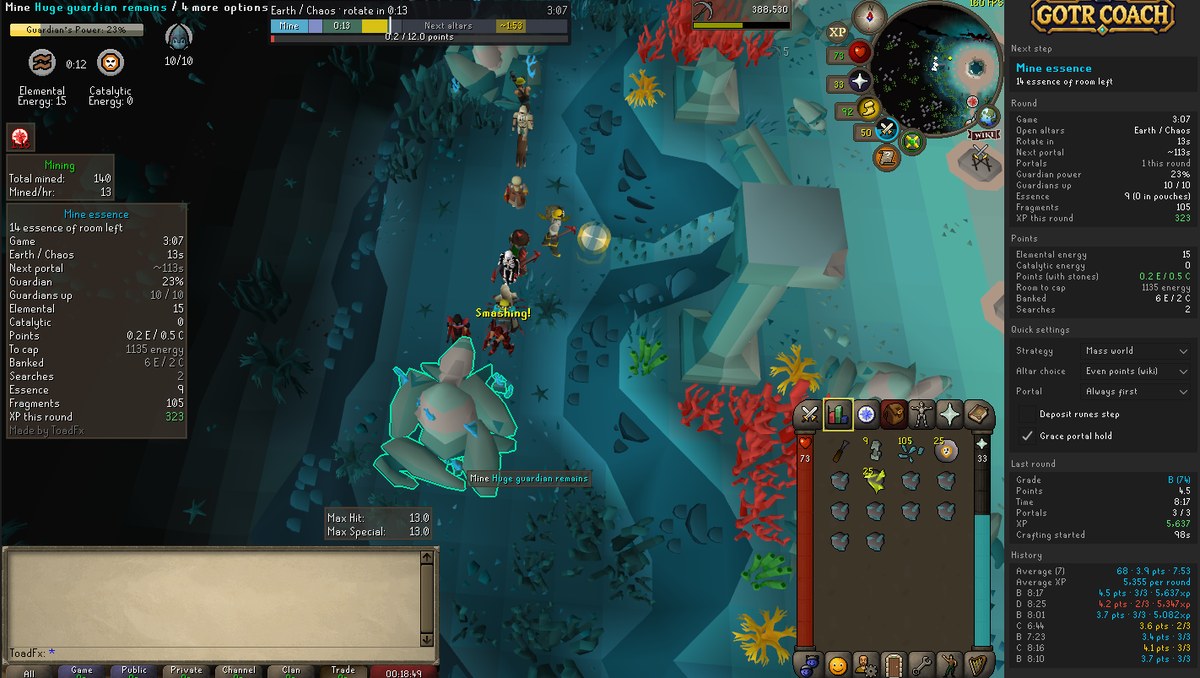 Mine Huge guardian remains / 4 more options
Guardian's Power: 23%
0:12
10/10
Elemental Energy: 15
Catalytic Energy: 0
Earth / Chaos · rotate in 0:13
3:07
Mine
0:13
Next altars
~1:53
0.2 / 12.0 points
388,530
5
160 FPS
XP
73
33
92
50
WIKI
Mining
Total mined: 140
Mined/hr: 13
Mine essence
14 essence of room left
Game 3:07
Earth / Chaos 13s
Next portal ~113s
Guardian 23%
Guardians up 10 / 10
Elemental 15
Catalytic 0
Points 0.2 E / 0.5 C
To cap 1135 energy
Banked 6 E / 2 C
Searches 2
Essence 9
Fragments 105
XP this round 323
Made by ToadFx
Smashing!
Mine Huge guardian remains
Max Hit: 13.0
Max Special: 13.0
ToadFx: *
All
Game
Public
Private
Channel
Clan
Trade
00:18:49
73
9
105
25
33
25
GOTR COACH
Next step
Mine essence
14 essence of room left
Round
Game 3:07
Open altars Earth / Chaos
Rotate in 13s
Next portal ~113s
Portals 1 this round
Guardian power 23%
Guardians up 10 / 10
Essence 9 (0 in pouches)
Fragments 105
XP this round 323
Points
Elemental energy 15
Catalytic energy 0
Points (with stones) 0.2 E / 0.5 C
Room to cap 1135 energy
Banked 6 E / 2 C
Searches 2
Quick settings
Strategy Mass world
Altar choice Even points (wiki)
Portal Always first
Deposit runes step
Grace portal hold
Last round
Grade B (74)
Points 4.5
Time 8:17
Portals 3 / 3
XP 5,637
Crafting started 98s
History
Average (7) 68 · 3.9 pts · 7:53
Average XP 5,355 per round
B 8:17 4.5 pts · 3/3 · 5,637xp
D 8:25 4.2 pts · 2/3 · 5,347xp
B 8:01 3.7 pts · 3/3 · 5,082xp
C 6:44 3.6 pts · 2/3
B 7:23 3.4 pts · 3/3
C 8:16 4.1 pts · 3/3
B 8:10 3.7 pts · 3/3